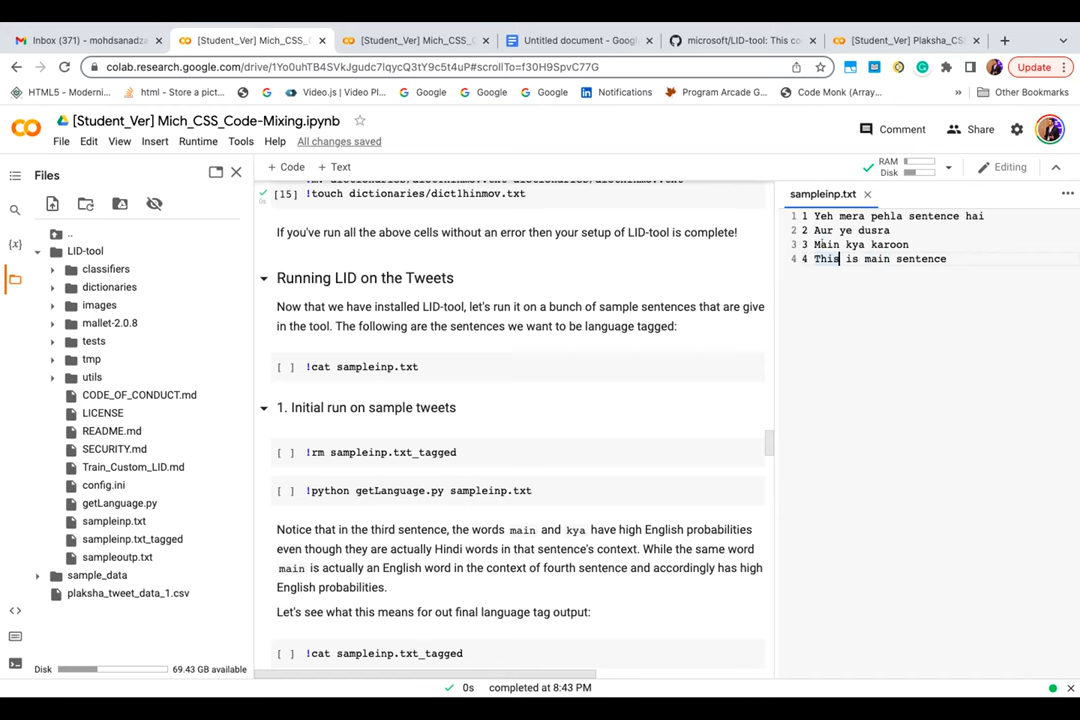 Inbox (371) - mohdsanadza
[Student_Ver] Mich_CSS_
[Student_Ver] Mich_CSS_
Untitled document - Goog
microsoft/LID-tool: This co
[Student_Ver] Plaksha_CS
colab.research.google.com/drive/1Yo0uhTB4SVkJgudc7lqycQ3tY9c5t4uP#scrollTo=f30H9SpvC77G
Update
HTML5 - Moderni...
html - Store a pict...
Video.js | Video Pl...
Google
Google
Google
Notifications
Program Arcade G...
Code Monk (Array...
Other Bookmarks
[Student_Ver] Mich_CSS_Code-Mixing.ipynb
File Edit View Insert Runtime Tools Help All changes saved
Comment
Share
Files
+ Code + Text
RAM
Disk
Editing
..
LID-tool
classifiers
dictionaries
images
mallet-2.0.8
tests
tmp
utils
CODE_OF_CONDUCT.md
LICENSE
README.md
SECURITY.md
Train_Custom_LID.md
config.ini
getLanguage.py
sampleinp.txt
sampleinp.txt_tagged
sampleoutp.txt
sample_data
plaksha_tweet_data_1.csv
Disk
69.43 GB available
[15] !touch dictionaries/dict1hinmov.txt
0s
If you've run all the above cells without an error then your setup of LID-tool is complete!
Running LID on the Tweets
Now that we have installed LID-tool, let's run it on a bunch of sample sentences that are give
in the tool. The following are the sentences we want to be language tagged:
[ ] !cat sampleinp.txt
1. Initial run on sample tweets
[ ] !rm sampleinp.txt_tagged
[ ] !python getLanguage.py sampleinp.txt
Notice that in the third sentence, the words main and kya have high English probabilities
even though they are actually Hindi words in that sentence's context. While the same word
main is actually an English word in the context of fourth sentence and accordingly has high
English probabilities.
Let's see what this means for out final language tag output:
[ ] !cat sampleinp.txt_tagged
sampleinp.txt
1 1 Yeh mera pehla sentence hai
2 2 Aur ye dusra
3 3 Main kya karoon
4 4 This is main sentence
0s completed at 8:43 PM